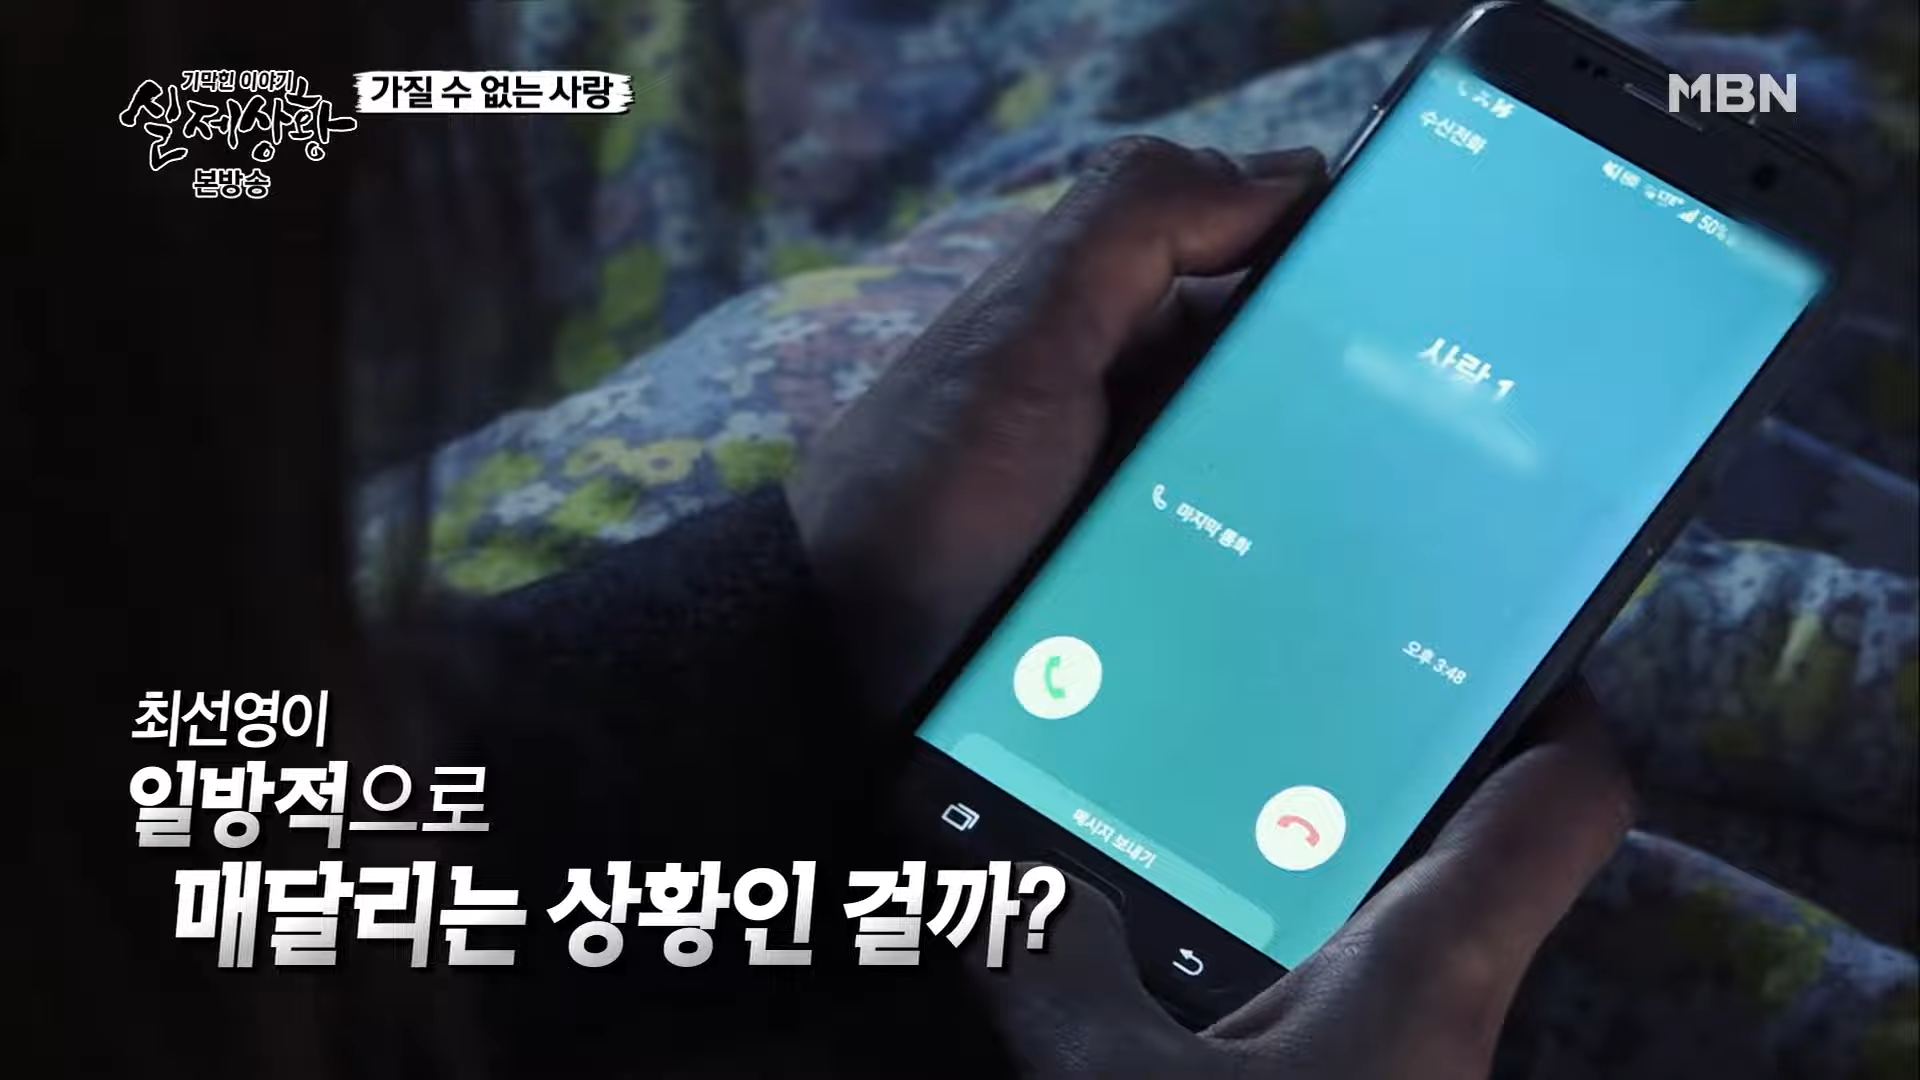 기막힌 이야기
실제상황
본방송
가질 수 없는 사랑
MBN
수신전화
50%
사랑 1
마지막 통화
오후 3:48
메시지 보내기
최선영이
일방적으로
매달리는 상황인 걸까?